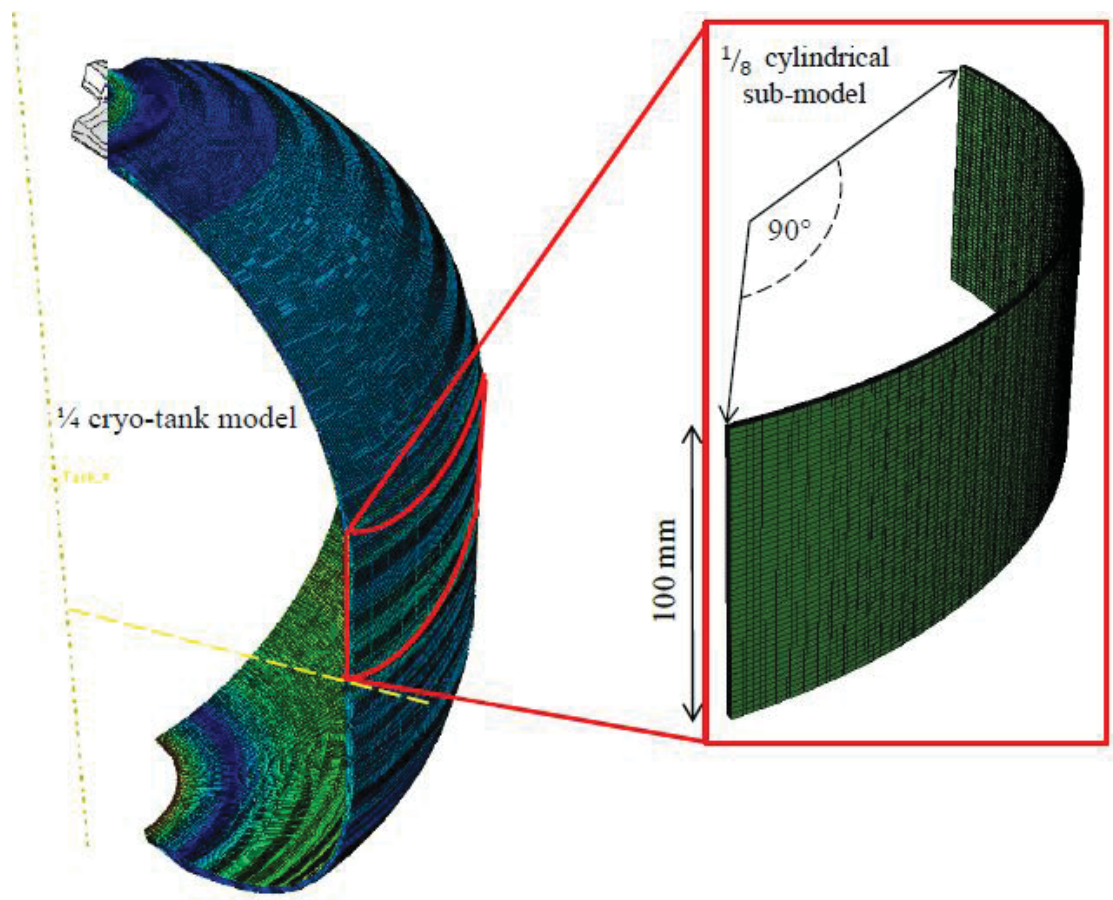 ⅛ cylindrical
sub-model
90°
¼ cryo-tank model
100 mm